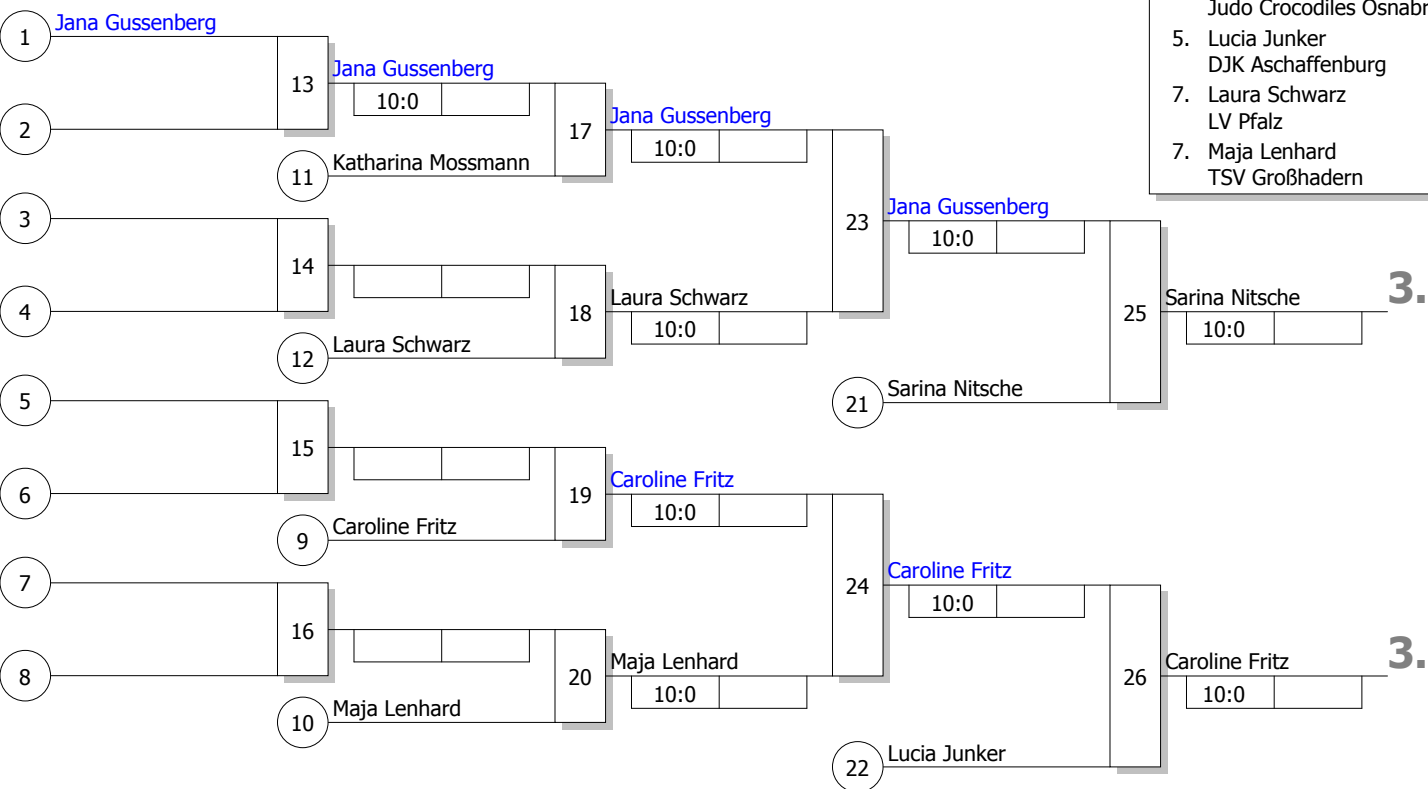 Judo Crocodiles Osnabr
5. Lucia Junker
DJK Aschaffenburg
7. Laura Schwarz
LV Pfalz
7. Maja Lenhard
TSV Großhadern
1 Jana Gussenberg
2
13 Jana Gussenberg
10:0
11 Katharina Mossmann
17 Jana Gussenberg
10:0
3
4
14
12 Laura Schwarz
18 Laura Schwarz
10:0
23 Jana Gussenberg
10:0
21 Sarina Nitsche
25 Sarina Nitsche 3.
10:0
5
6
15
9 Caroline Fritz
19 Caroline Fritz
10:0
7
8
16
10 Maja Lenhard
20 Maja Lenhard
10:0
24 Caroline Fritz
10:0
22 Lucia Junker
26 Caroline Fritz 3.
10:0